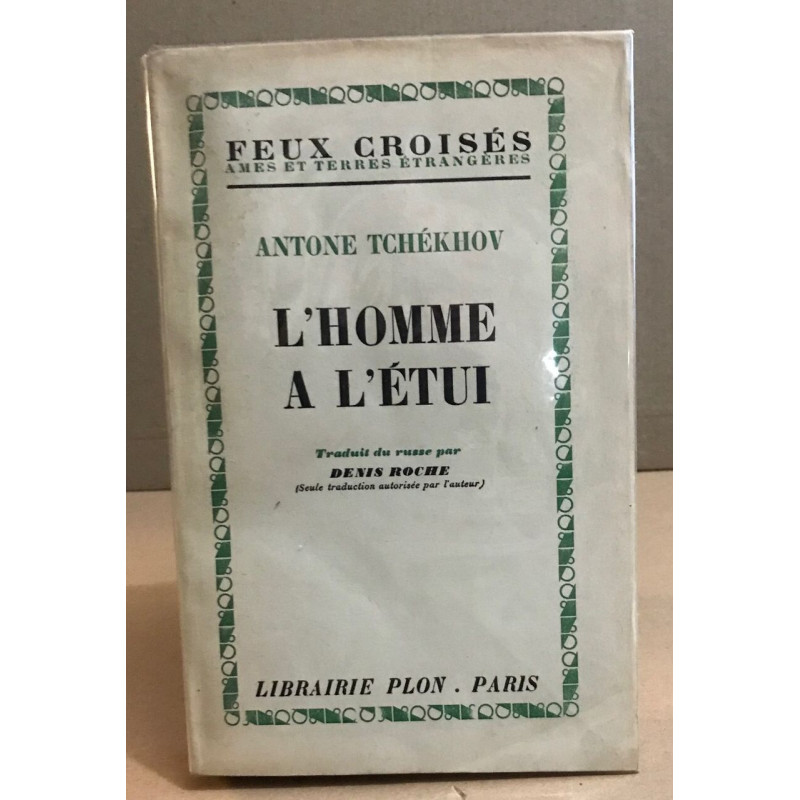 FEUX CROISÉS
AMES ET TERRES ÉTRANGÈRES
ANTONE TCHÉKHOV
L'HOMME
A L'ÉTUI
Traduit du russe par
DENIS ROCHE
(Seule traduction autorisée par l'auteur)
LIBRAIRIE PLON . PARIS